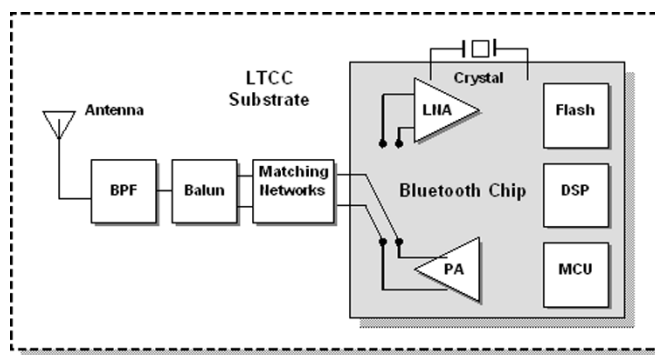 LTCC
Substrate
Antenna
BPF
Balun
Matching
Networks
Crystal
LNA
Flash
Bluetooth Chip
DSP
PA
MCU